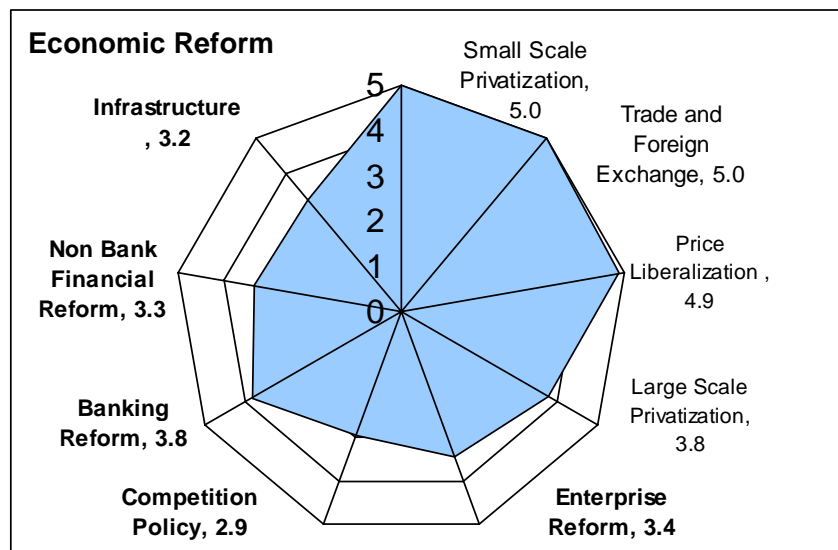 Economic Reform
Small Scale
Privatization,
5.0
Trade and
Foreign
Exchange, 5.0
Price
Liberalization ,
4.9
Large Scale
Privatization,
3.8
Enterprise
Reform, 3.4
Competition
Policy, 2.9
Banking
Reform, 3.8
Non Bank
Financial
Reform, 3.3
Infrastructure
, 3.2
5
4
3
2
1
0